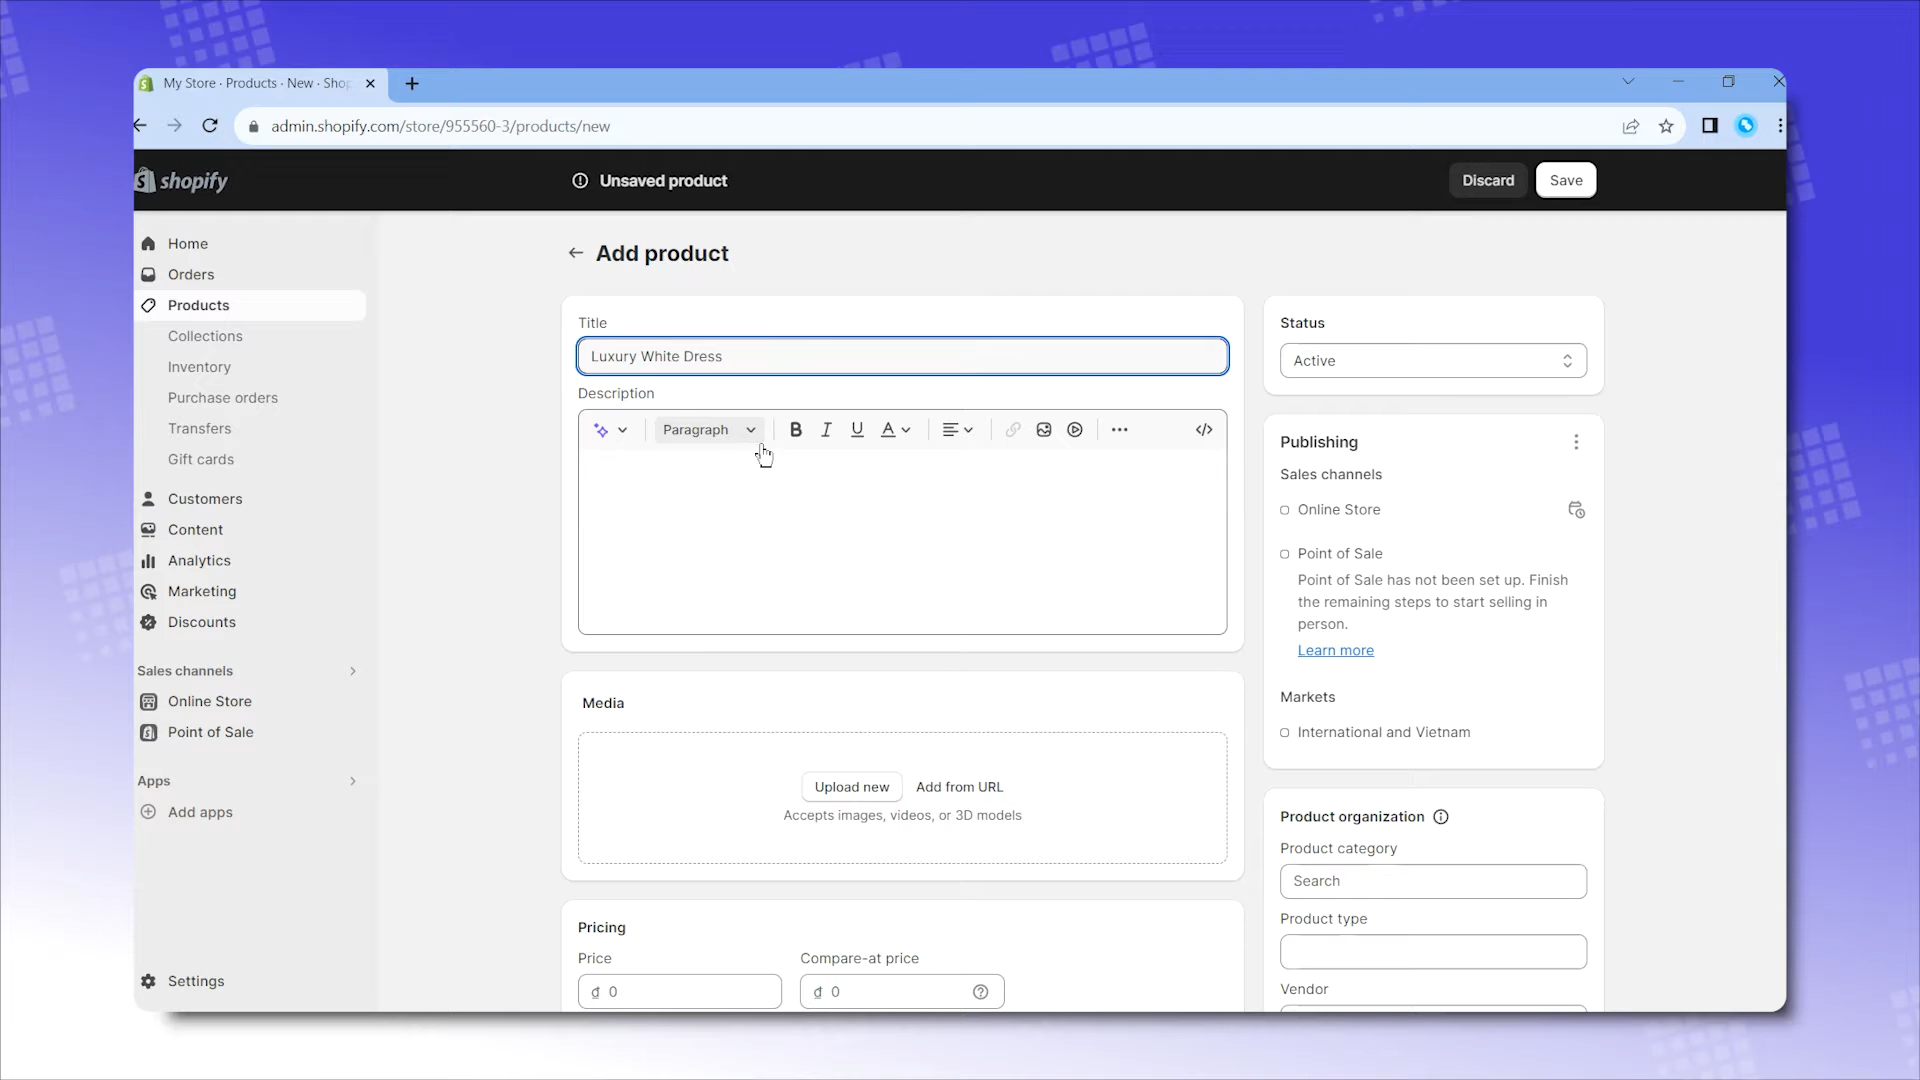 My Store · Products · New · Shop
admin.shopify.com/store/955560-3/products/new
shopify
Unsaved product
Discard
Save
Home
Orders
Products
Collections
Inventory
Purchase orders
Transfers
Gift cards
Customers
Content
Analytics
Marketing
Discounts
Sales channels
Online Store
Point of Sale
Apps
Add apps
Settings
Add product
Title
Luxury White Dress
Description
Paragraph
B I U A
Media
Upload new
Add from URL
Accepts images, videos, or 3D models
Pricing
Price
Compare-at price
₫ 0
₫ 0
Status
Active
Publishing
Sales channels
Online Store
Point of Sale
Point of Sale has not been set up. Finish
the remaining steps to start selling in
person.
Learn more
Markets
International and Vietnam
Product organization
Product category
Search
Product type
Vendor